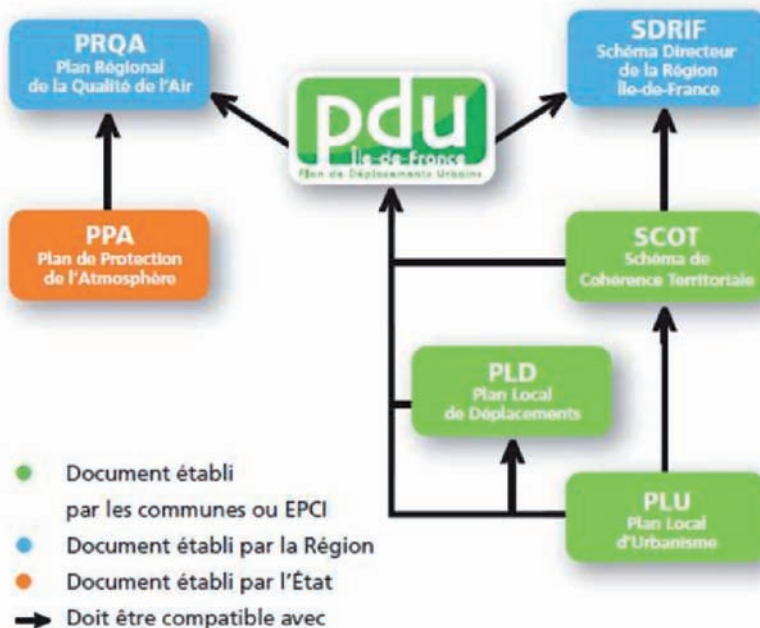 PRQA
Plan Régional
de la Qualité de l'Air
SDRIF
Schéma Directeur
de la Région
Île-de-France
pdu
Île-de-France
Plan de Déplacements Urbains
PPA
Plan de Protection
de l'Atmosphère
SCOT
Schéma de
Cohérence Territoriale
PLD
Plan Local
de Déplacements
PLU
Plan Local
d'Urbanisme
Document établi
par les communes ou EPCI
Document établi par la Région
Document établi par l'État
Doit être compatible avec